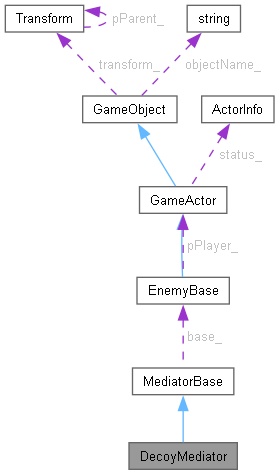 Transform
pParent_
string
transform_
objectName_
GameObject
ActorInfo
status_
GameActor
pPlayer_
EnemyBase
base_
MediatorBase
DecoyMediator